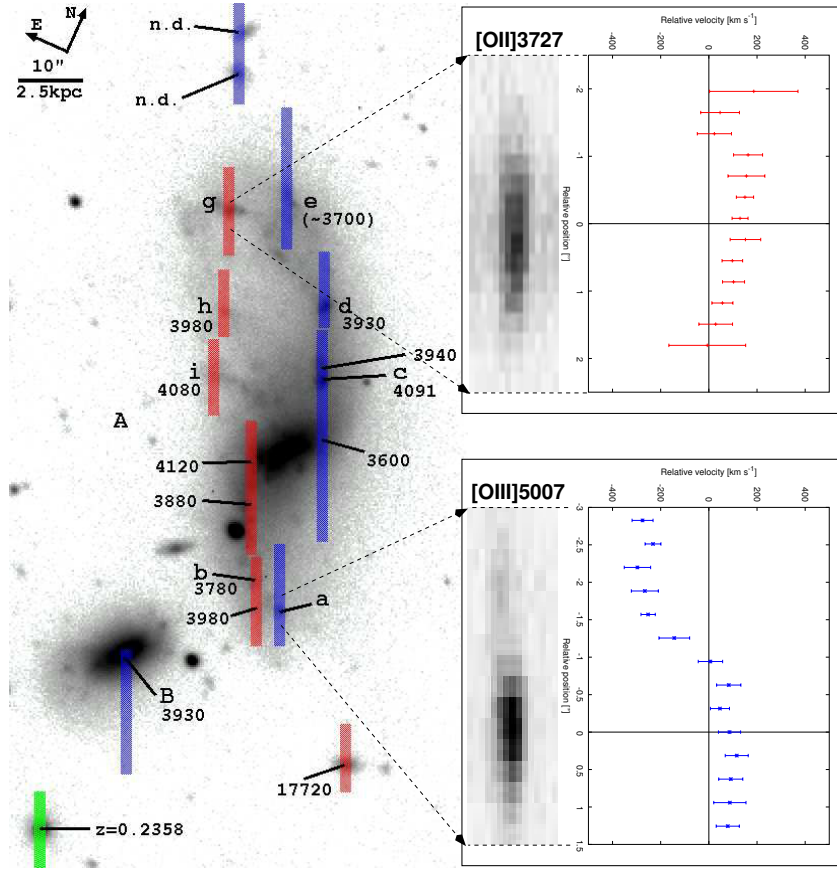 N
E
10"
2.5kpc
n.d.
n.d.
g
e
(~3700)
h
3980
d
3930
i
4080
3940
c
4091
A
4120
3600
3880
b
3780
a
3980
B
3930
17720
z=0.2358
[OII]3727
Relative velocity [km s⁻¹]
-400
-200
0
200
400
Relative position ["]
-2
-1
0
1
2
[OIII]5007
Relative velocity [km s⁻¹]
-400
-200
0
200
400
Relative position ["]
-3
-2.5
-2
-1.5
-1
-0.5
0
0.5
1
1.5